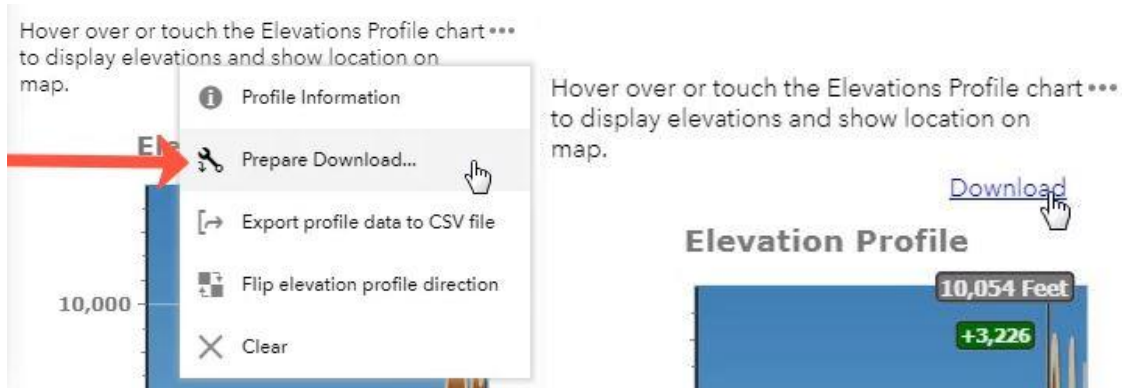 Hover over or touch the Elevations Profile chart •••
to display elevations and show location on
map.
Profile Information
Prepare Download...
Export profile data to CSV file
Flip elevation profile direction
Clear
Ele
10,000
Hover over or touch the Elevations Profile chart •••
to display elevations and show location on
map.
Download
Elevation Profile
10,054 Feet
+3,226